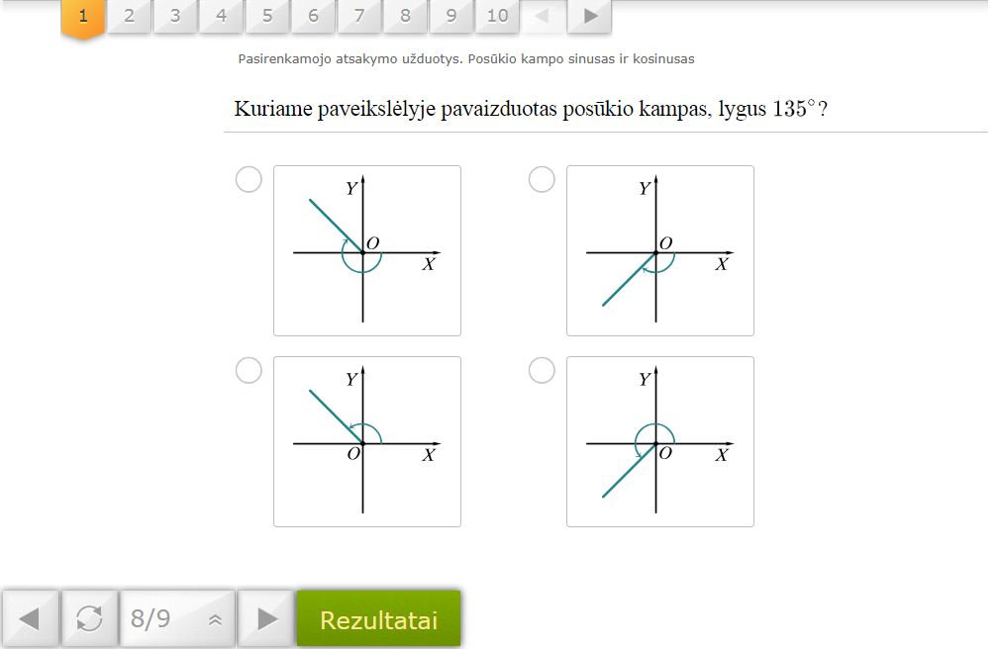 1 2 3 4 5 6 7 8 9 10
Pasirenkamojo atsakymo užduotys. Posūkio kampo sinusas ir kosinusas
Kuriame paveikslėlyje pavaizduotas posūkio kampas, lygus 135°?
Y
O
X
Y
O
X
Y
O
X
Y
O
X
8/9
Rezultatai